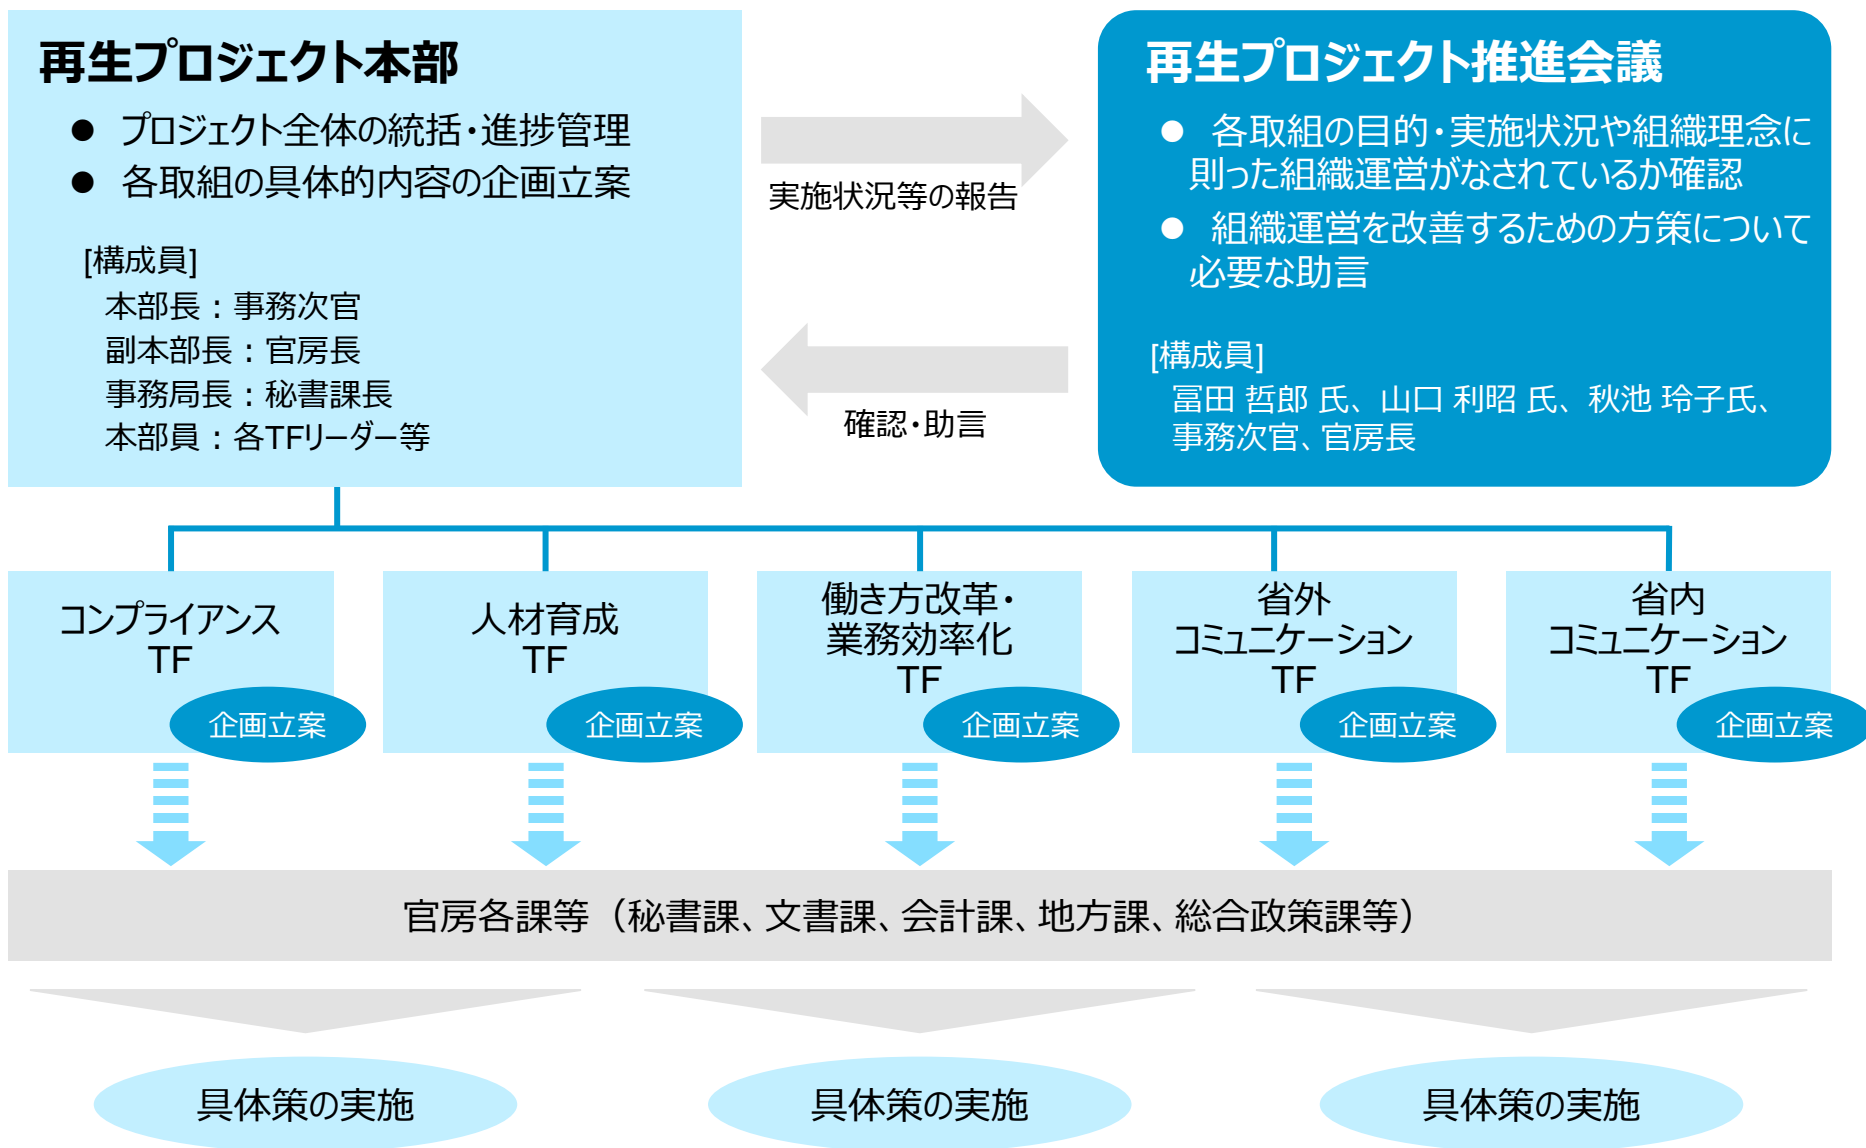 再生プロジェクト本部
● プロジェクト全体の統括・進捗管理
● 各取組の具体的内容の企画立案
[構成員]
本部長：事務次官
副本部長：官房長
事務局長：秘書課長
本部員：各TFリーダー等
実施状況等の報告
確認・助言
再生プロジェクト推進会議
● 各取組の目的・実施状況や組織理念に
則った組織運営がなされているか確認
● 組織運営を改善するための方策について
必要な助言
[構成員]
冨田 哲郎 氏、山口 利昭 氏、秋池 玲子氏、
事務次官、官房長
コンプライアンス
TF
企画立案
人材育成
TF
企画立案
働き方改革・
業務効率化
TF
企画立案
省外
コミュニケーション
TF
企画立案
省内
コミュニケーション
TF
企画立案
官房各課等（秘書課、文書課、会計課、地方課、総合政策課等）
具体策の実施
具体策の実施
具体策の実施